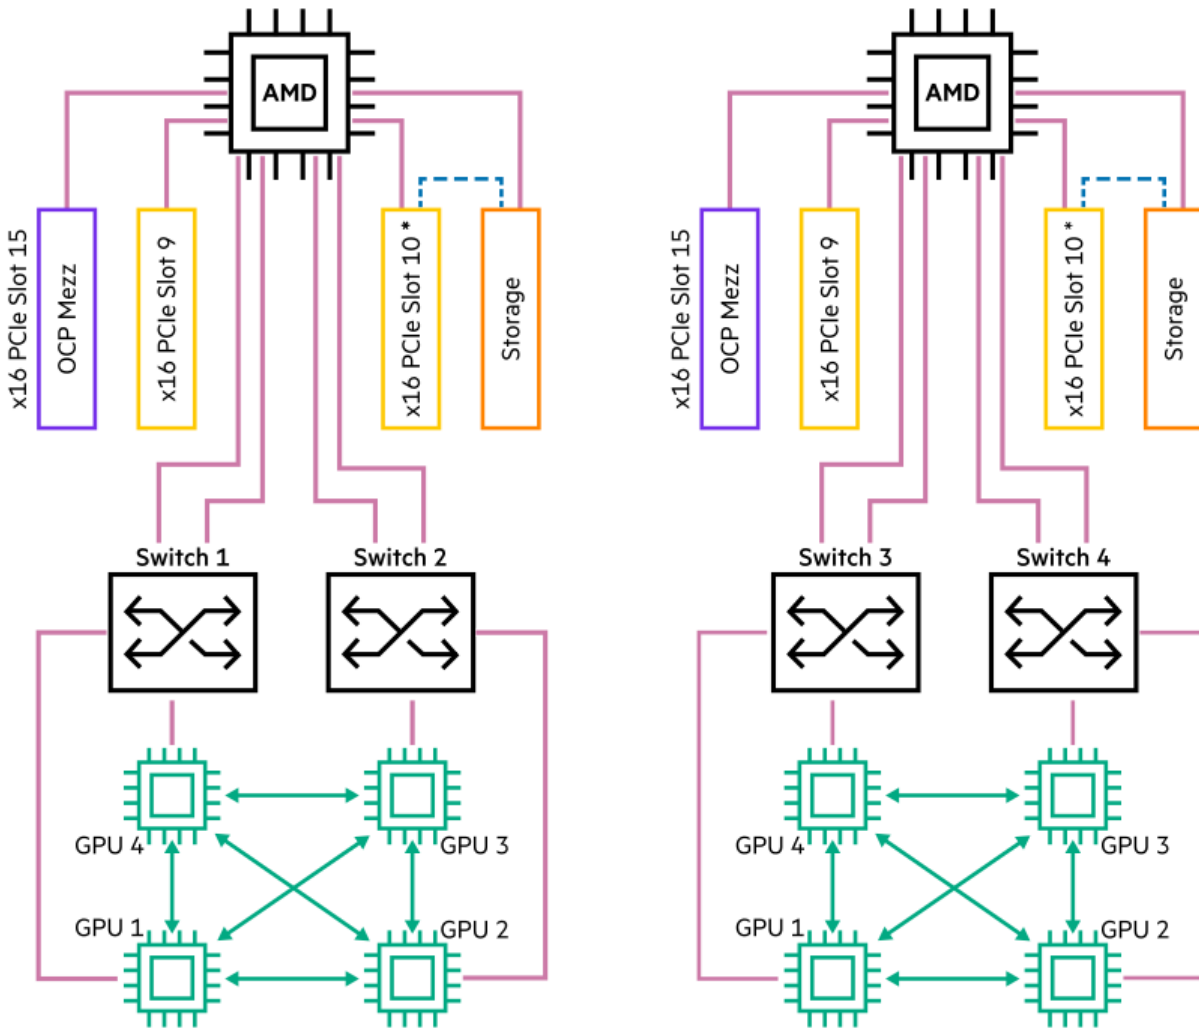 AMD
x16 PCIe Slot 15
OCP Mezz
x16 PCIe Slot 9
x16 PCIe Slot 10 *
Storage
Switch 1
Switch 2
GPU 4
GPU 3
GPU 1
GPU 2
AMD
x16 PCIe Slot 15
OCP Mezz
x16 PCIe Slot 9
x16 PCIe Slot 10 *
Storage
Switch 3
Switch 4
GPU 4
GPU 3
GPU 1
GPU 2